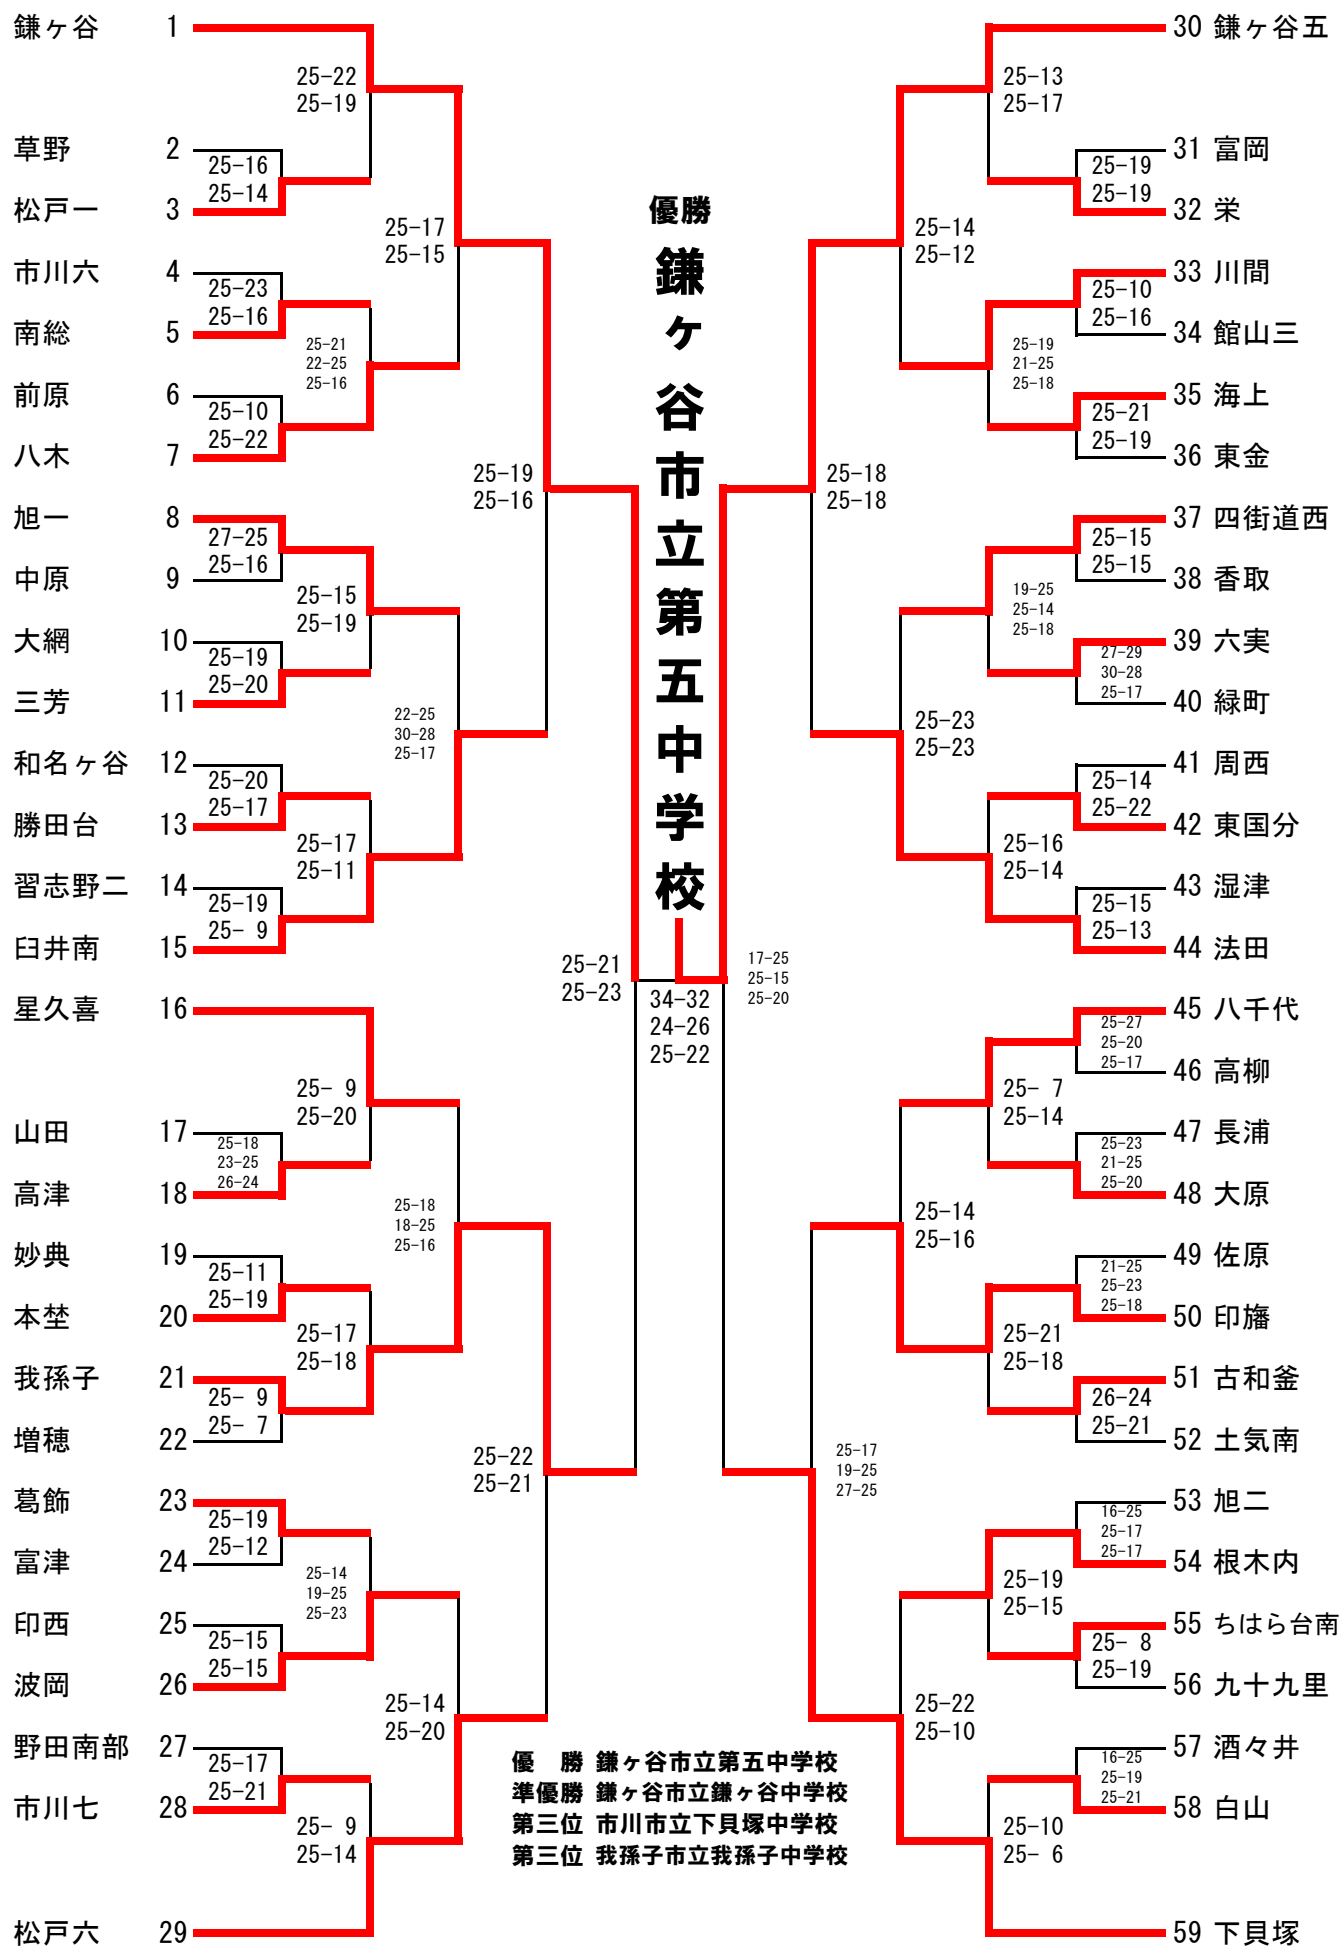 鎌ヶ谷 1
25-22
25-19
草野 2
25-16
25-14
松戸一 3
25-17
25-15
市川六 4
25-23
25-16
南総 5
25-21
22-25
25-16
前原 6
25-10
25-22
八木 7
25-19
25-16
旭一 8
27-25
25-16
中原 9
25-15
25-19
大網 10
25-19
25-20
三芳 11
22-25
30-28
25-17
和名ヶ谷 12
25-20
25-17
勝田台 13
25-17
25-11
習志野二 14
25-19
25- 9
臼井南 15
25-21
25-23
星久喜 16
25- 9
25-20
山田 17
25-18
23-25
26-24
高津 18
25-18
18-25
25-16
妙典 19
25-11
25-19
本埜 20
25-17
25-18
我孫子 21
25- 9
25- 7
増穂 22
25-22
25-21
葛飾 23
25-19
25-12
富津 24
25-14
19-25
25-23
印西 25
25-15
25-15
波岡 26
25-14
25-20
野田南部 27
25-17
25-21
市川七 28
25- 9
25-14
松戸六 29
優勝
鎌ヶ谷市立第五中学校
34-32
24-26
25-22
30 鎌ヶ谷五
25-13
25-17
31 富岡
25-19
25-19
32 栄
25-14
25-12
33 川間
25-10
25-16
34 館山三
25-19
21-25
25-18
35 海上
25-21
25-19
36 東金
25-18
25-18
37 四街道西
25-15
25-15
38 香取
19-25
25-14
25-18
39 六実
27-29
30-28
25-17
40 緑町
25-23
25-23
41 周西
25-14
25-22
42 東国分
25-16
25-14
43 湿津
25-15
25-13
44 法田
17-25
25-15
25-20
45 八千代
25-27
25-20
25-17
46 高柳
25- 7
25-14
47 長浦
25-23
21-25
25-20
48 大原
25-14
25-16
49 佐原
21-25
25-23
25-18
50 印旛
25-21
25-18
51 古和釜
26-24
25-21
52 土気南
25-17
19-25
27-25
53 旭二
16-25
25-17
25-17
54 根木内
25-19
25-15
55 ちはら台南
25- 8
25-19
56 九十九里
25-22
25-10
57 酒々井
16-25
25-19
25-21
58 白山
25-10
25- 6
59 下貝塚
優　勝 鎌ヶ谷市立第五中学校
準優勝 鎌ヶ谷市立鎌ヶ谷中学校
第三位 市川市立下貝塚中学校
第三位 我孫子市立我孫子中学校